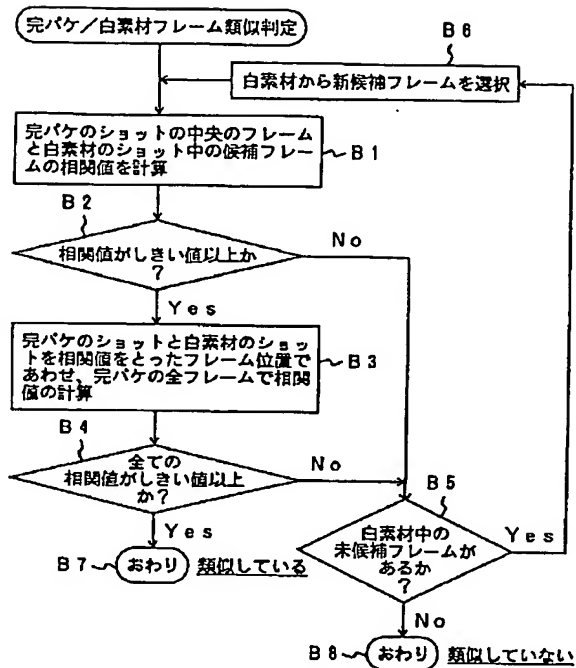 完パケ/白素材フレーム類似判定
B6
白素材から新候補フレームを選択
完パケのショットの中央のフレーム
と白素材のショット中の候補フレー
ムの相関値を計算
B1
B2
相関値がしきい値以上か
?
No
Yes
完パケのショットと白素材のショッ
トを相関値をとったフレーム位置で
あわせ、完パケの全フレームで相関
値の計算
B3
B4
全ての
相関値がしきい値以上
か?
No
B5
Yes
白素材中の
未候補フレームが
あるか
?
Yes
B7
おわり
類似している
No
B8
おわり
類似していない